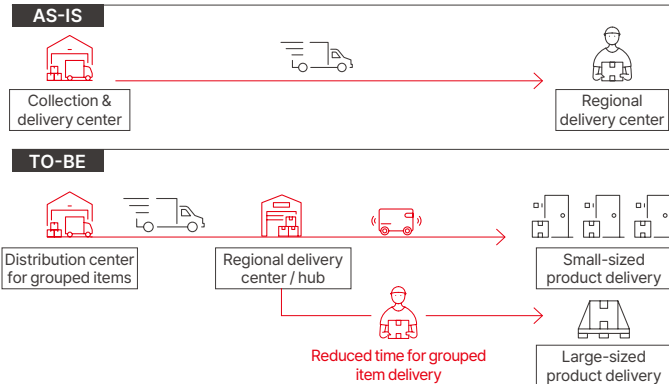 AS-IS
Collection &
delivery center
Regional
delivery center
TO-BE
Distribution center
for grouped items
Regional delivery
center / hub
Small-sized
product delivery
Reduced time for grouped
item delivery
Large-sized
product delivery